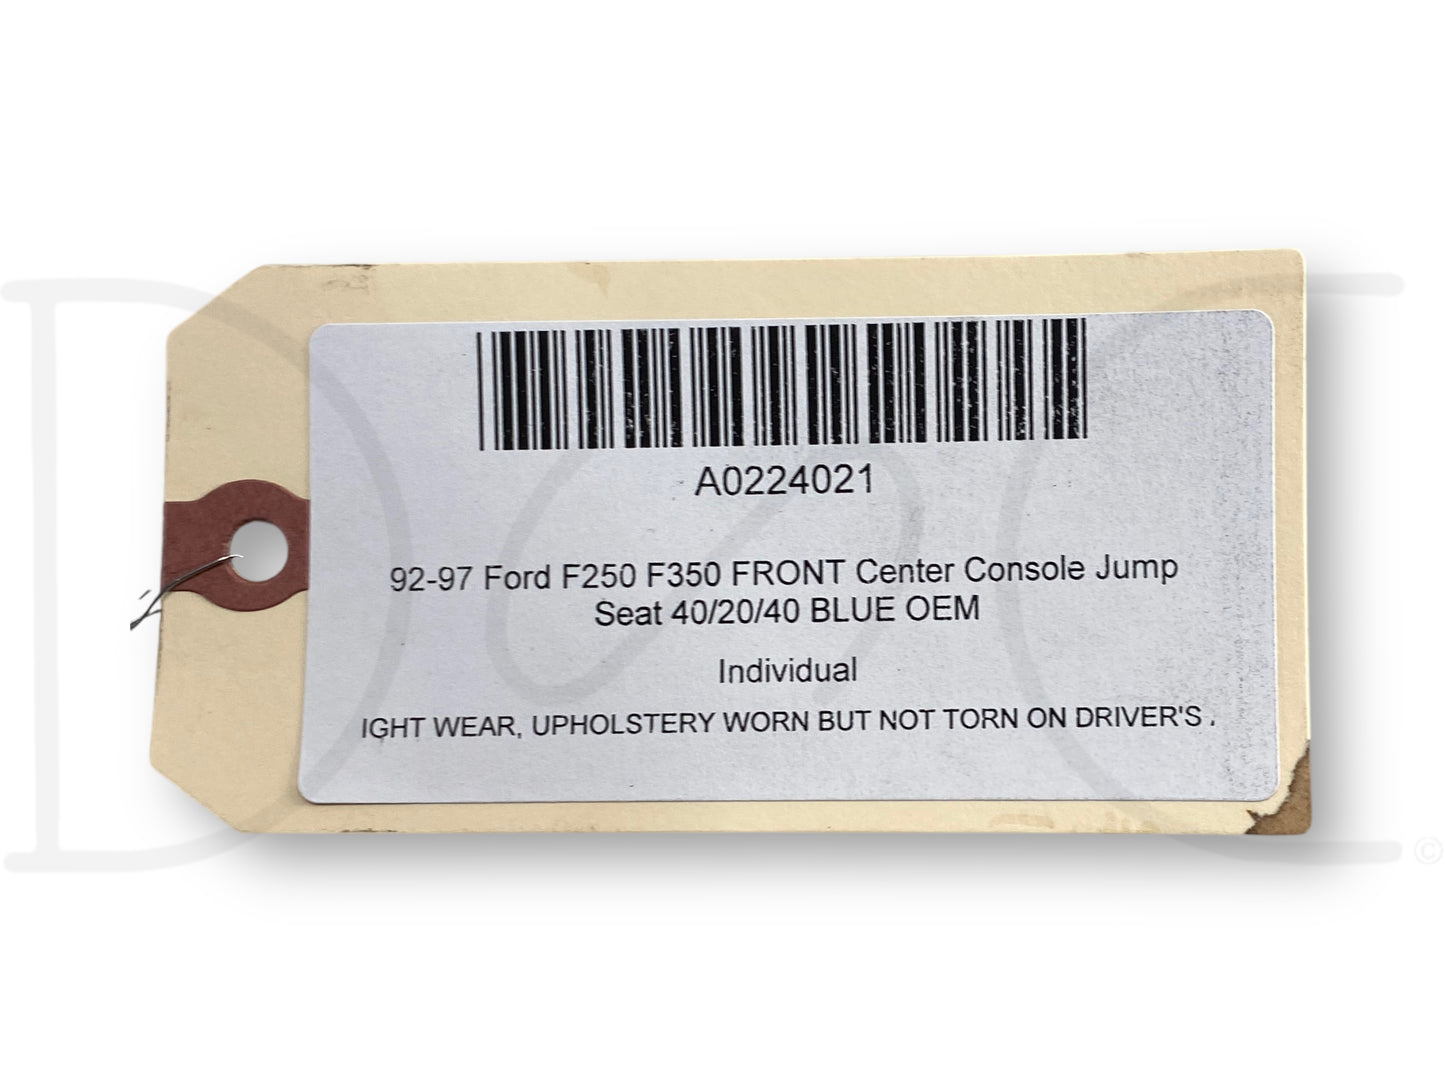 A0224021
92-97 Ford F250 F350 FRONT Center Console Jump
Seat 40/20/40 BLUE OEM
Individual
IGHT WEAR, UPHOLSTERY WORN BUT NOT TORN ON DRIVER'S
©